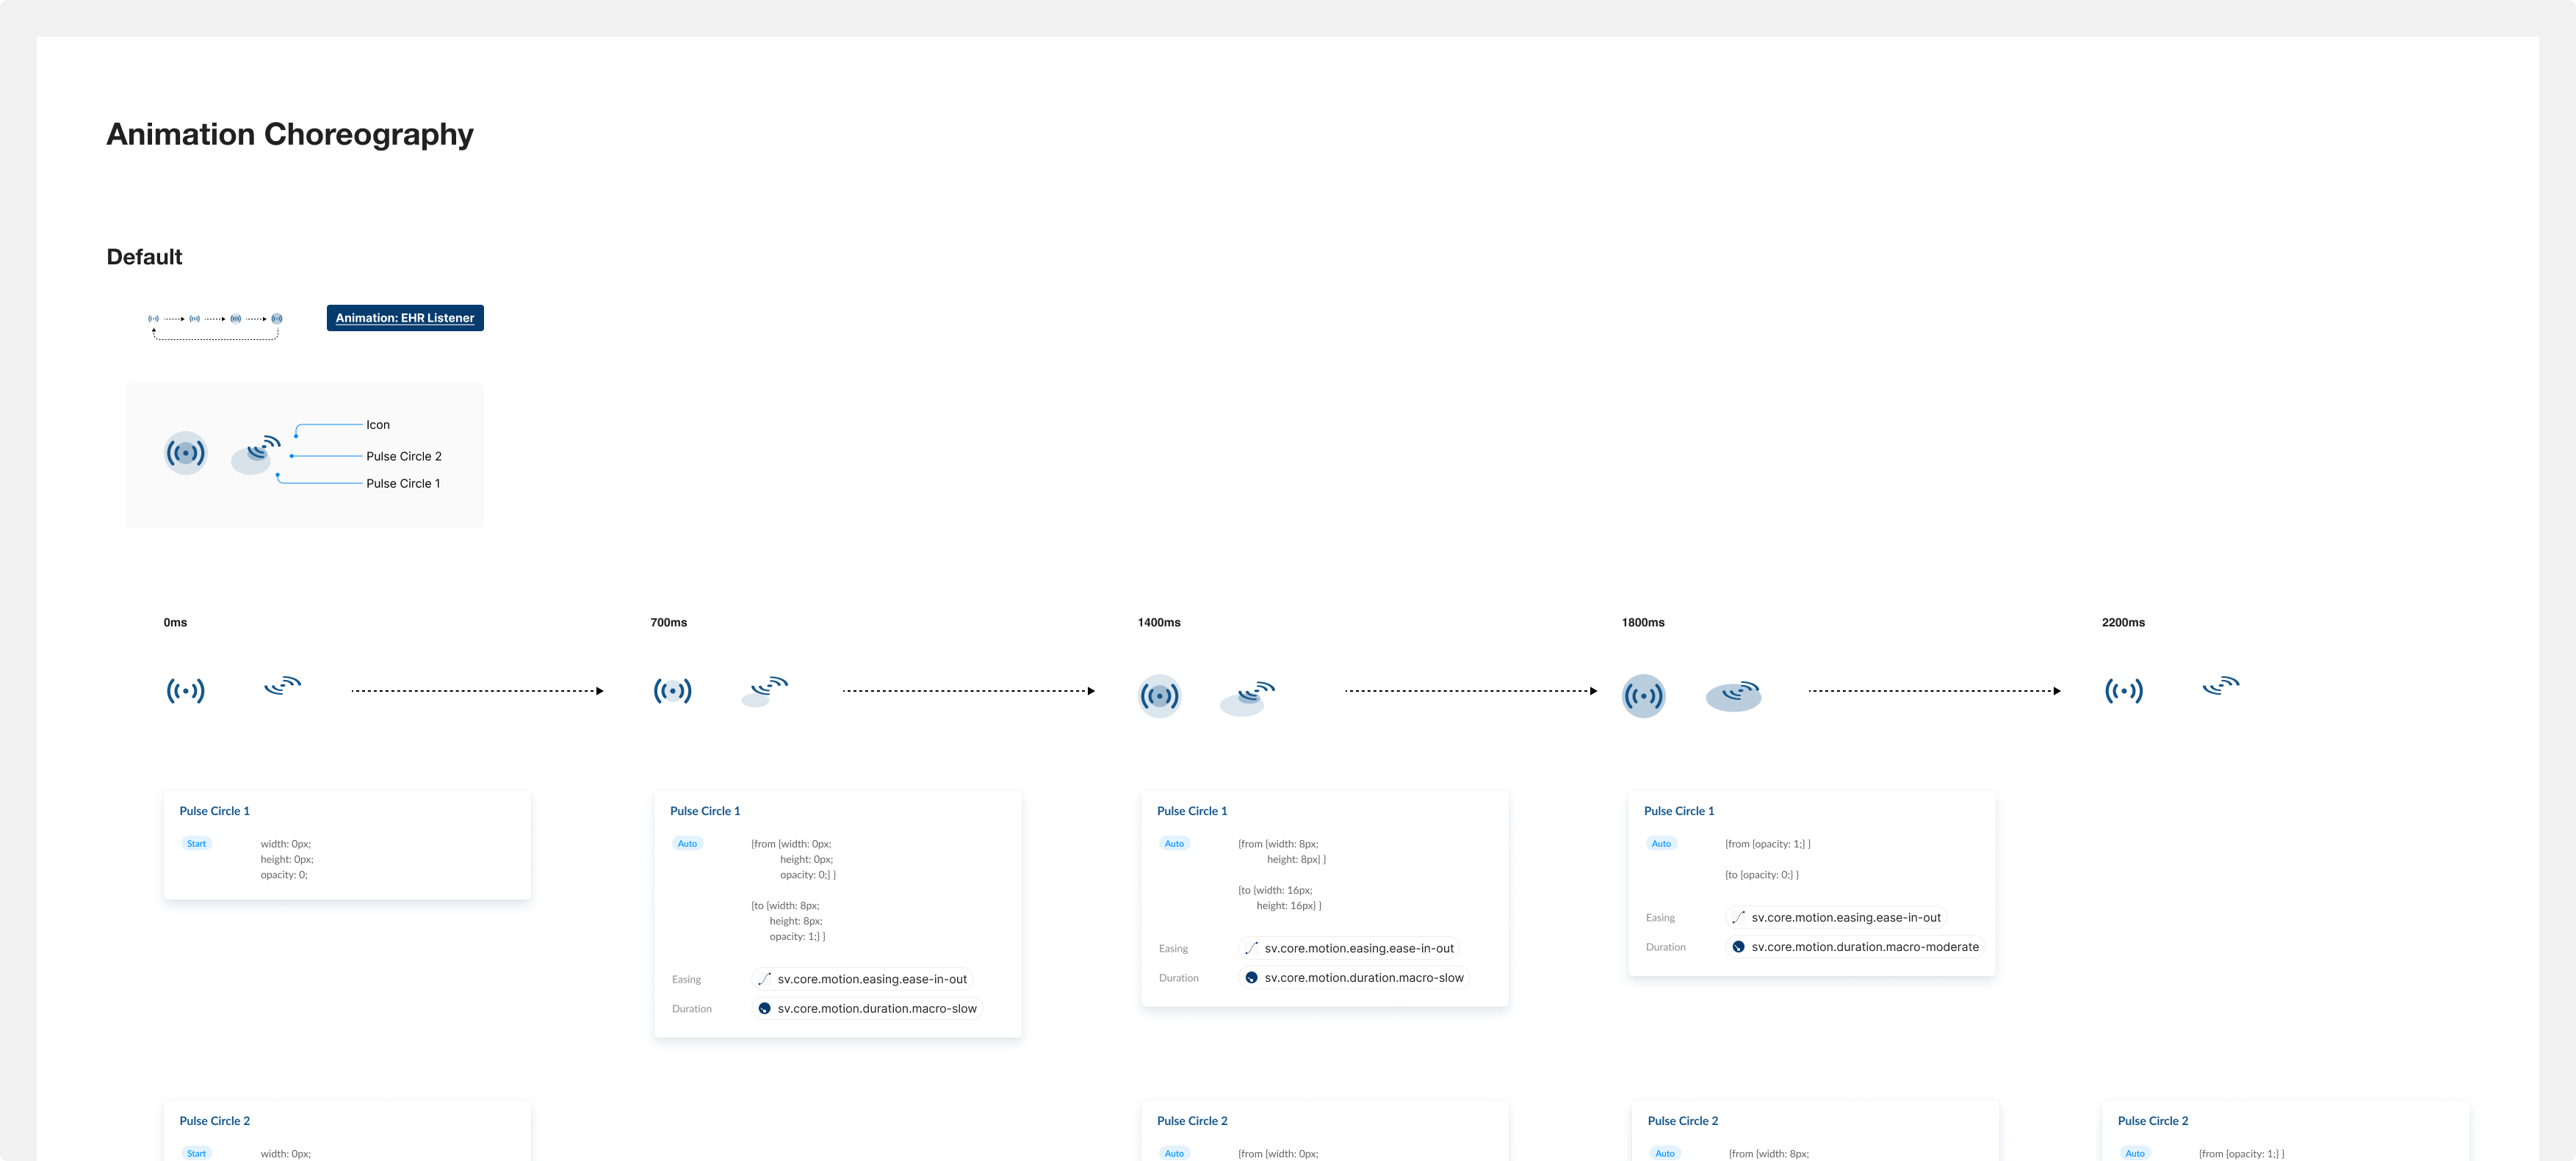 Animation Choreography
Default
Animation: EHR Listener
Icon
Pulse Circle 2
Pulse Circle 1
0ms
700ms
1400ms
1800ms
2200ms
Pulse Circle 1
Start
width: 0px;
height: 0px;
opacity: 0;
Pulse Circle 1
Auto
{from {width: 0px;
height: 0px;
opacity: 0;} }
{to {width: 8px;
height: 8px;
opacity: 1;} }
Easing
sv.core.motion.easing.ease-in-out
Duration
sv.core.motion.duration.macro-slow
Pulse Circle 1
Auto
{from {width: 8px;
height: 8px} }
{to {width: 16px;
height: 16px} }
Easing
sv.core.motion.easing.ease-in-out
Duration
sv.core.motion.duration.macro-slow
Pulse Circle 1
Auto
{from {opacity: 1;} }
{to {opacity: 0;} }
Easing
sv.core.motion.easing.ease-in-out
Duration
sv.core.motion.duration.macro-moderate
Pulse Circle 2
Start
width: 0px;
Pulse Circle 2
Auto
{from {width: 0px;
Pulse Circle 2
Auto
{from {width: 8px;
Pulse Circle 2
Auto
{from {opacity: 1;} }